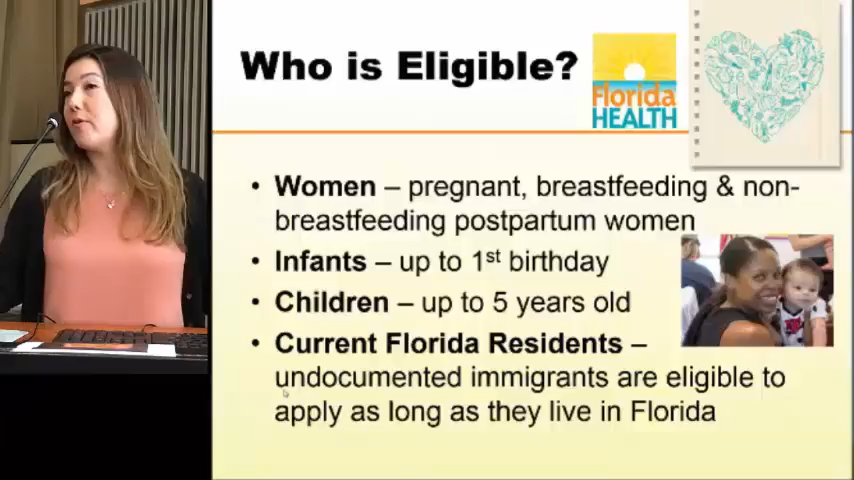 Who is Eligible?
Florida
HEALTH
• Women – pregnant, breastfeeding & non-
breastfeeding postpartum women
• Infants – up to 1st birthday
• Children – up to 5 years old
• Current Florida Residents –
undocumented immigrants are eligible to
apply as long as they live in Florida